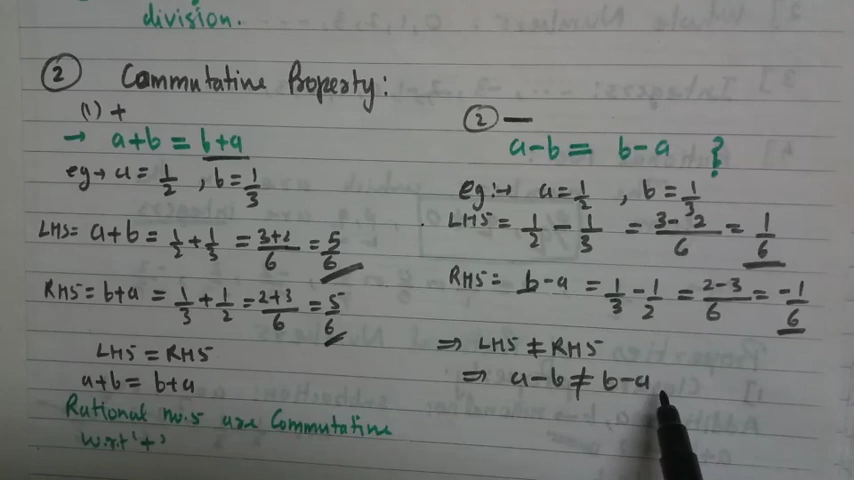 division.
② Commutative Property:
(1) +
→ a+b = b+a
eg → a = 1/2 , b = 1/3
LHS = a+b = 1/2 + 1/3 = 3+2/6 = 5/6
RHS = b+a = 1/3 + 1/2 = 2+3/6 = 5/6
LHS = RHS
a+b = b+a
Rational no.s are Commutative
w.r.t '+'
② —
a-b = b-a ?
eg:→ a = 1/2 , b = 1/3
LHS = 1/2 - 1/3 = 3-2/6 = 1/6
RHS = b-a = 1/3 - 1/2 = 2-3/6 = -1/6
⇒ LHS ≠ RHS
⇒ a-b ≠ b-a